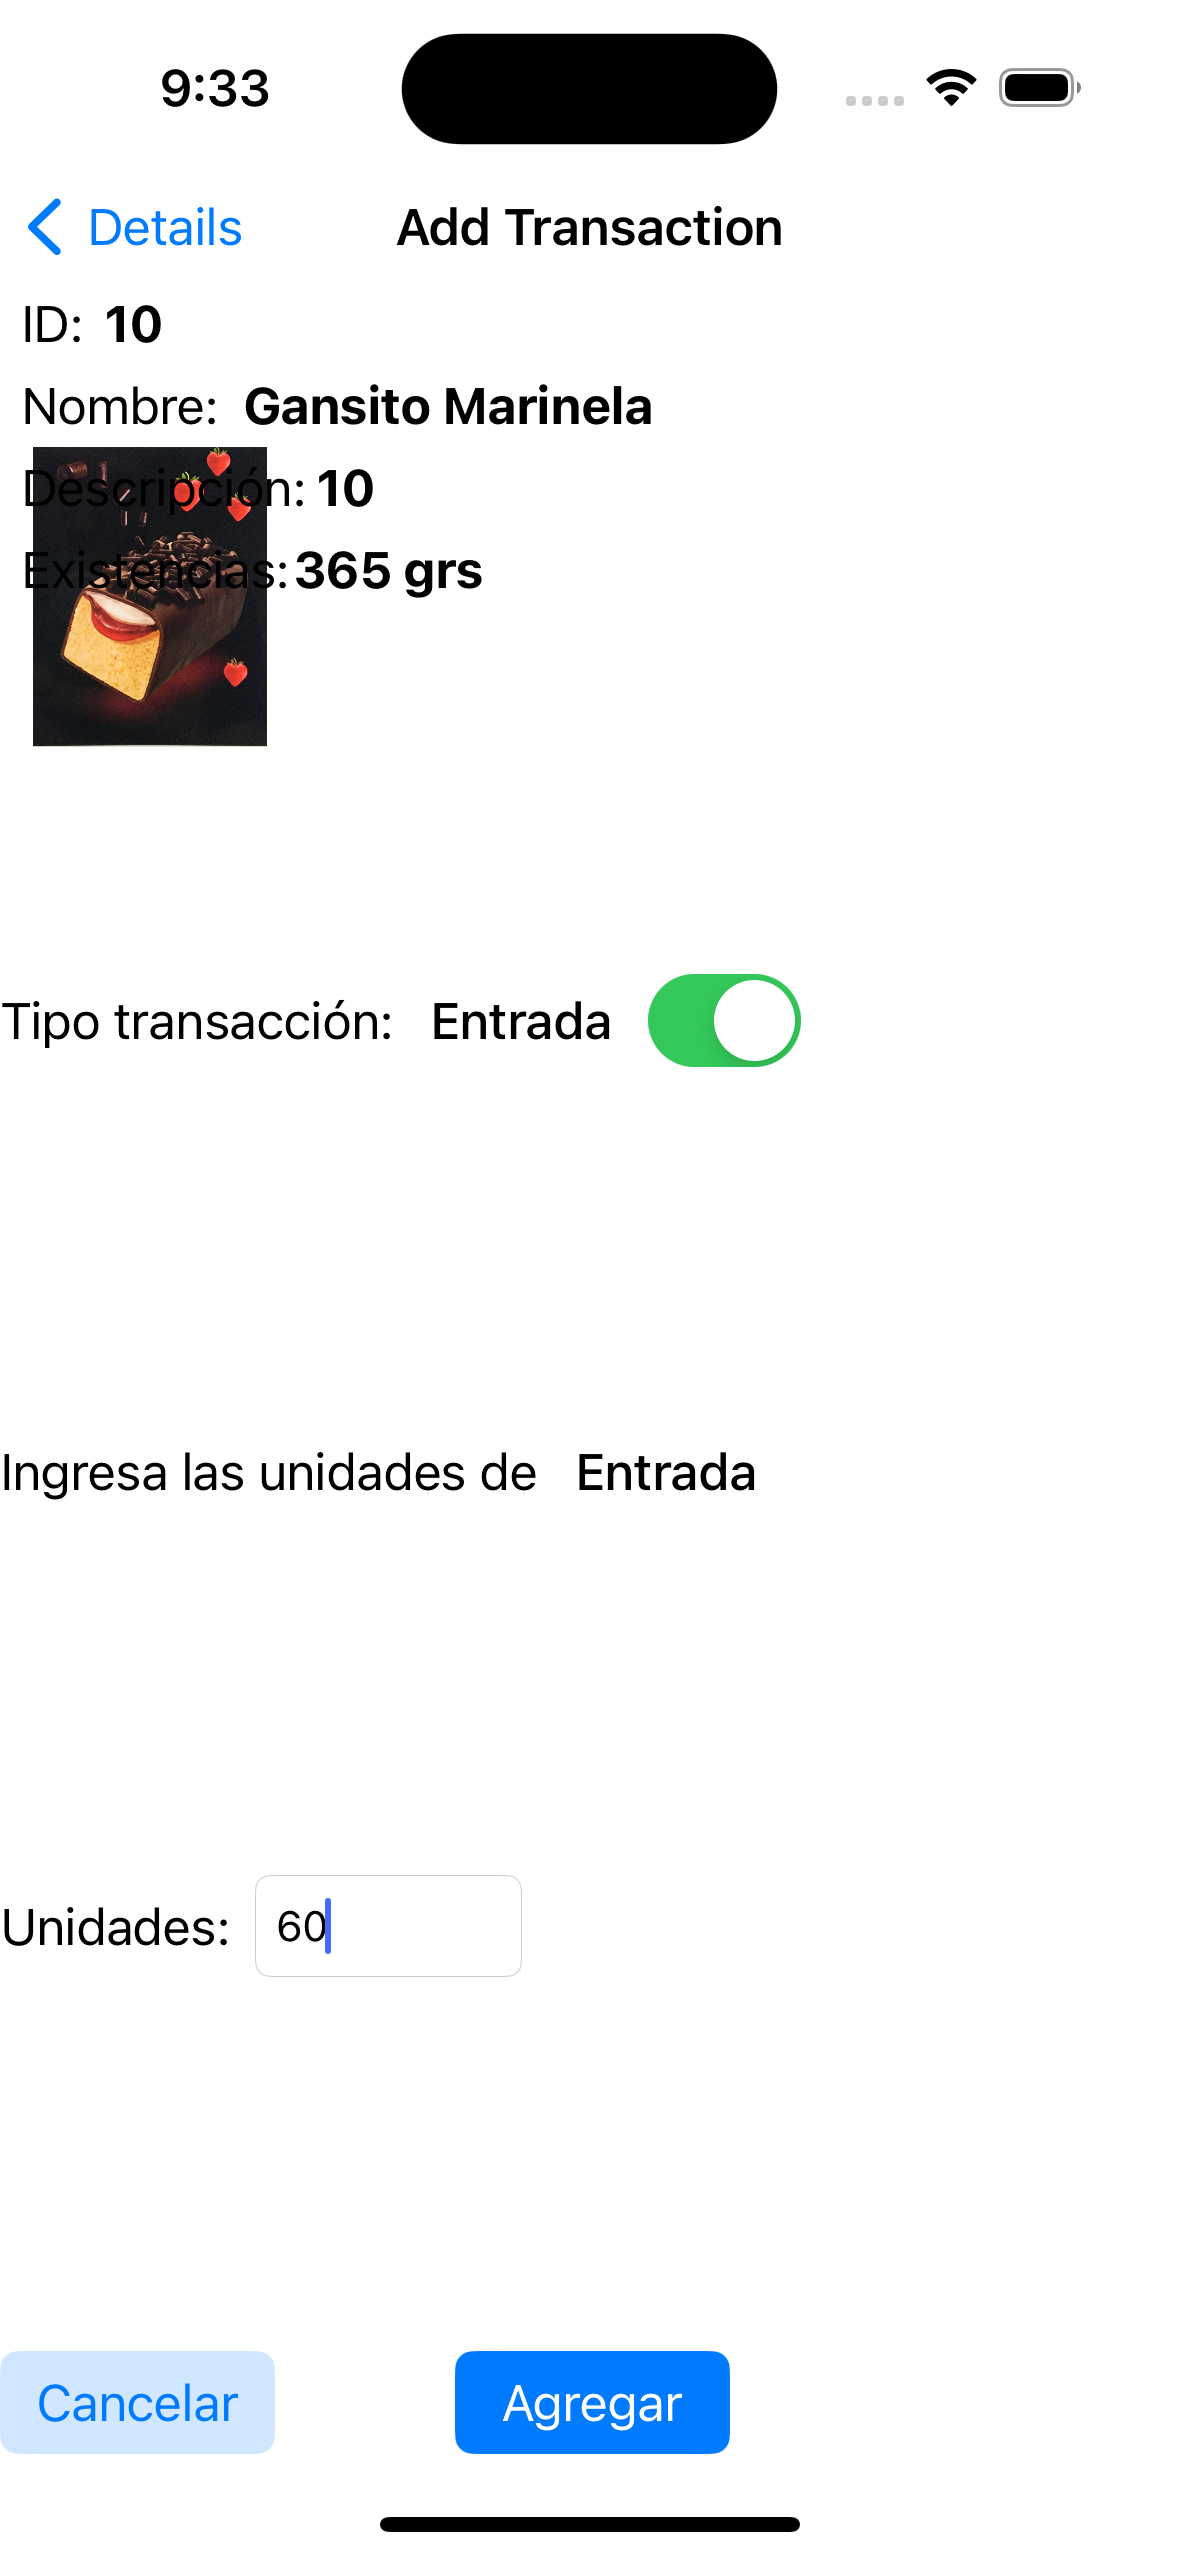 9:33
Details
Add Transaction
ID: 10
Nombre: Gansito Marinela
Descripción: 10
Existencias: 365 grs
Tipo transacción: Entrada
Ingresa las unidades de Entrada
Unidades: 60
Cancelar
Agregar